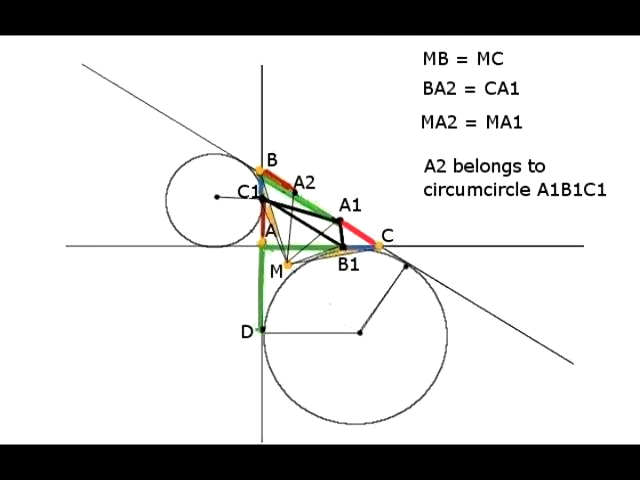 MB = MC
BA2 = CA1
MA2 = MA1
A2 belongs to
circumcircle A1B1C1
B
C1
A2
A1
A
C
M
B1
D